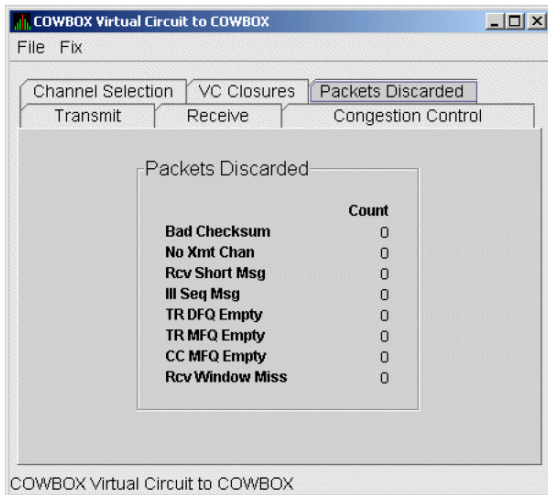 COWBOX Virtual Circuit to COWBOX
File Fix
Channel Selection VC Closures Packets Discarded
Transmit Receive Congestion Control
Packets Discarded
Count
Bad Checksum 0
No Xmt Chan 0
Rcv Short Msg 0
Ill Seq Msg 0
TR DFQ Empty 0
TR MFQ Empty 0
CC MFQ Empty 0
Rcv Window Miss 0
COWBOX Virtual Circuit to COWBOX